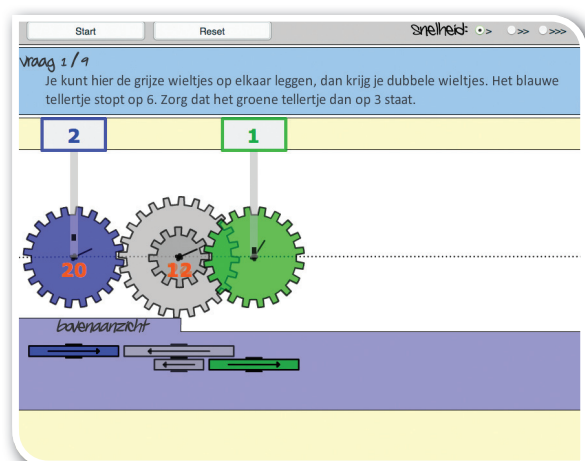 Start Reset snelheid: > >> >>>
vraag 1/9
Je kunt hier de grijze wieltjes op elkaar leggen, dan krijg je dubbele wieltjes. Het blauwe
tellertje stopt op 6. Zorg dat het groene tellertje dan op 3 staat.
2 1
20 12
bovenaanzicht